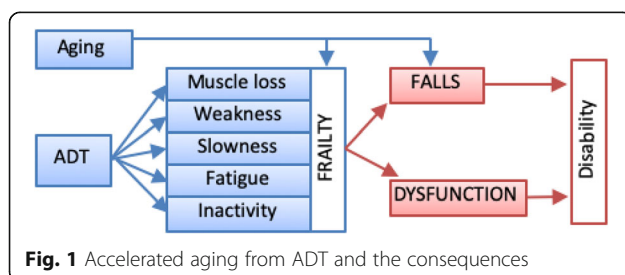 Aging
ADT
Muscle loss
Weakness
Slowness
Fatigue
Inactivity
FRAILTY
FALLS
DYSFUNCTION
Disability
Fig. 1 Accelerated aging from ADT and the consequences